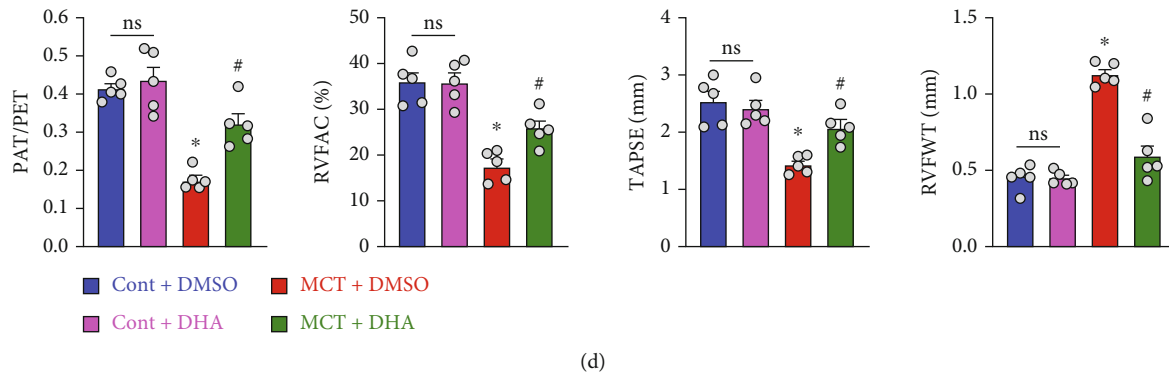 PAT/PET
0.6
0.5
0.4
0.3
0.2
0.1
0.0
ns
*
#
RVFAC (%)
50
40
30
20
10
0
ns
*
#
TAPSE (mm)
4
3
2
1
0
ns
*
#
RVFWT (mm)
1.5
1.0
0.5
0.0
ns
*
#
Cont + DMSO
MCT + DMSO
Cont + DHA
MCT + DHA
(d)